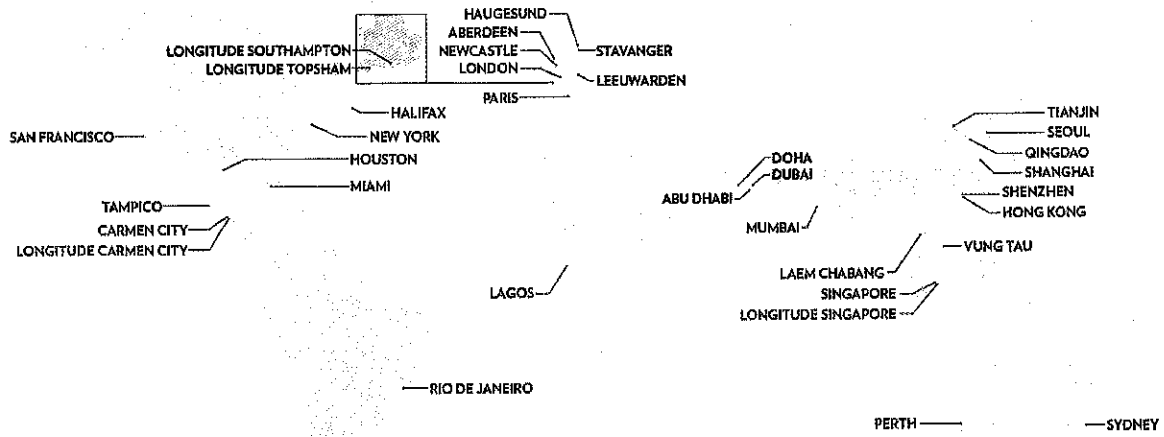 HAUGESUND
ABERDEEN
LONGITUDE SOUTHAMPTON
NEWCASTLE
STAVANGER
LONGITUDE TOPSHAM
LONDON
LEEUWARDEN
PARIS
HALIFAX
TIANJIN
SAN FRANCISCO
NEW YORK
SEOUL
QINGDAO
HOUSTON
DOHA
SHANGHAI
DUBAI
MIAMI
ABU DHABI
SHENZHEN
TAMPICO
HONG KONG
CARMEN CITY
MUMBAI
LONGITUDE CARMEN CITY
VUNG TAU
LAEM CHABANG
LAGOS
SINGAPORE
LONGITUDE SINGAPORE
RIO DE JANEIRO
PERTH
SYDNEY